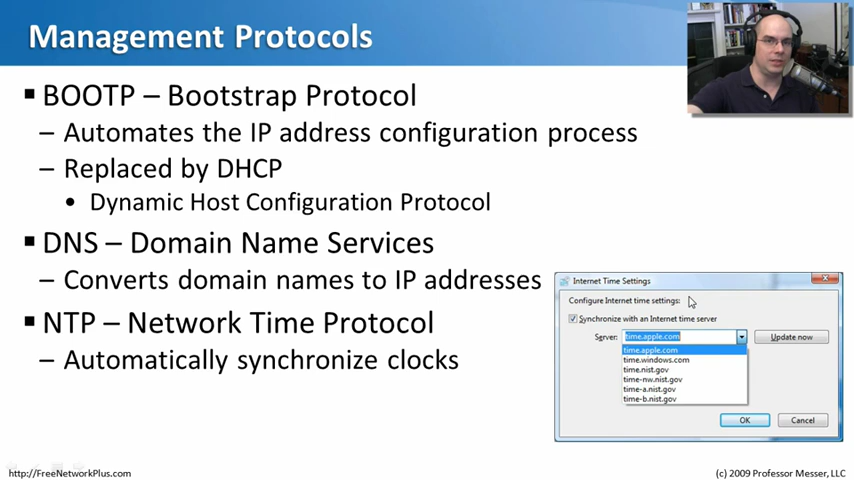 Management Protocols
▪ BOOTP – Bootstrap Protocol
– Automates the IP address configuration process
– Replaced by DHCP
• Dynamic Host Configuration Protocol
▪ DNS – Domain Name Services
– Converts domain names to IP addresses
▪ NTP – Network Time Protocol
– Automatically synchronize clocks
Internet Time Settings
Configure Internet time settings:
Synchronize with an Internet time server
Server: time.apple.com Update now
time.apple.com
time.windows.com
time.nist.gov
time-nw.nist.gov
time-a.nist.gov
time-b.nist.gov
OK Cancel
http://FreeNetworkPlus.com (c) 2009 Professor Messer, LLC